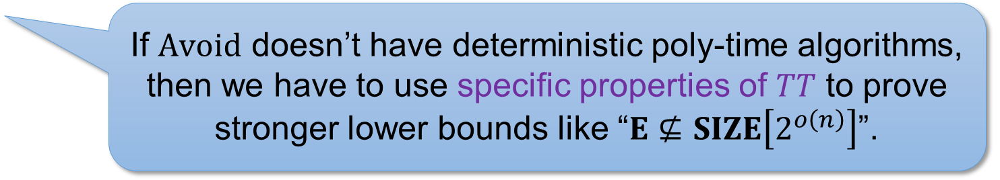 If Avoid doesn’t have deterministic poly-time algorithms,
then we have to use specific properties of 𝑇𝑇 to prove
stronger lower bounds like “𝐄 ⊈ 𝐒𝐈𝐙𝐄[2^{𝑜(𝑛)}]”.